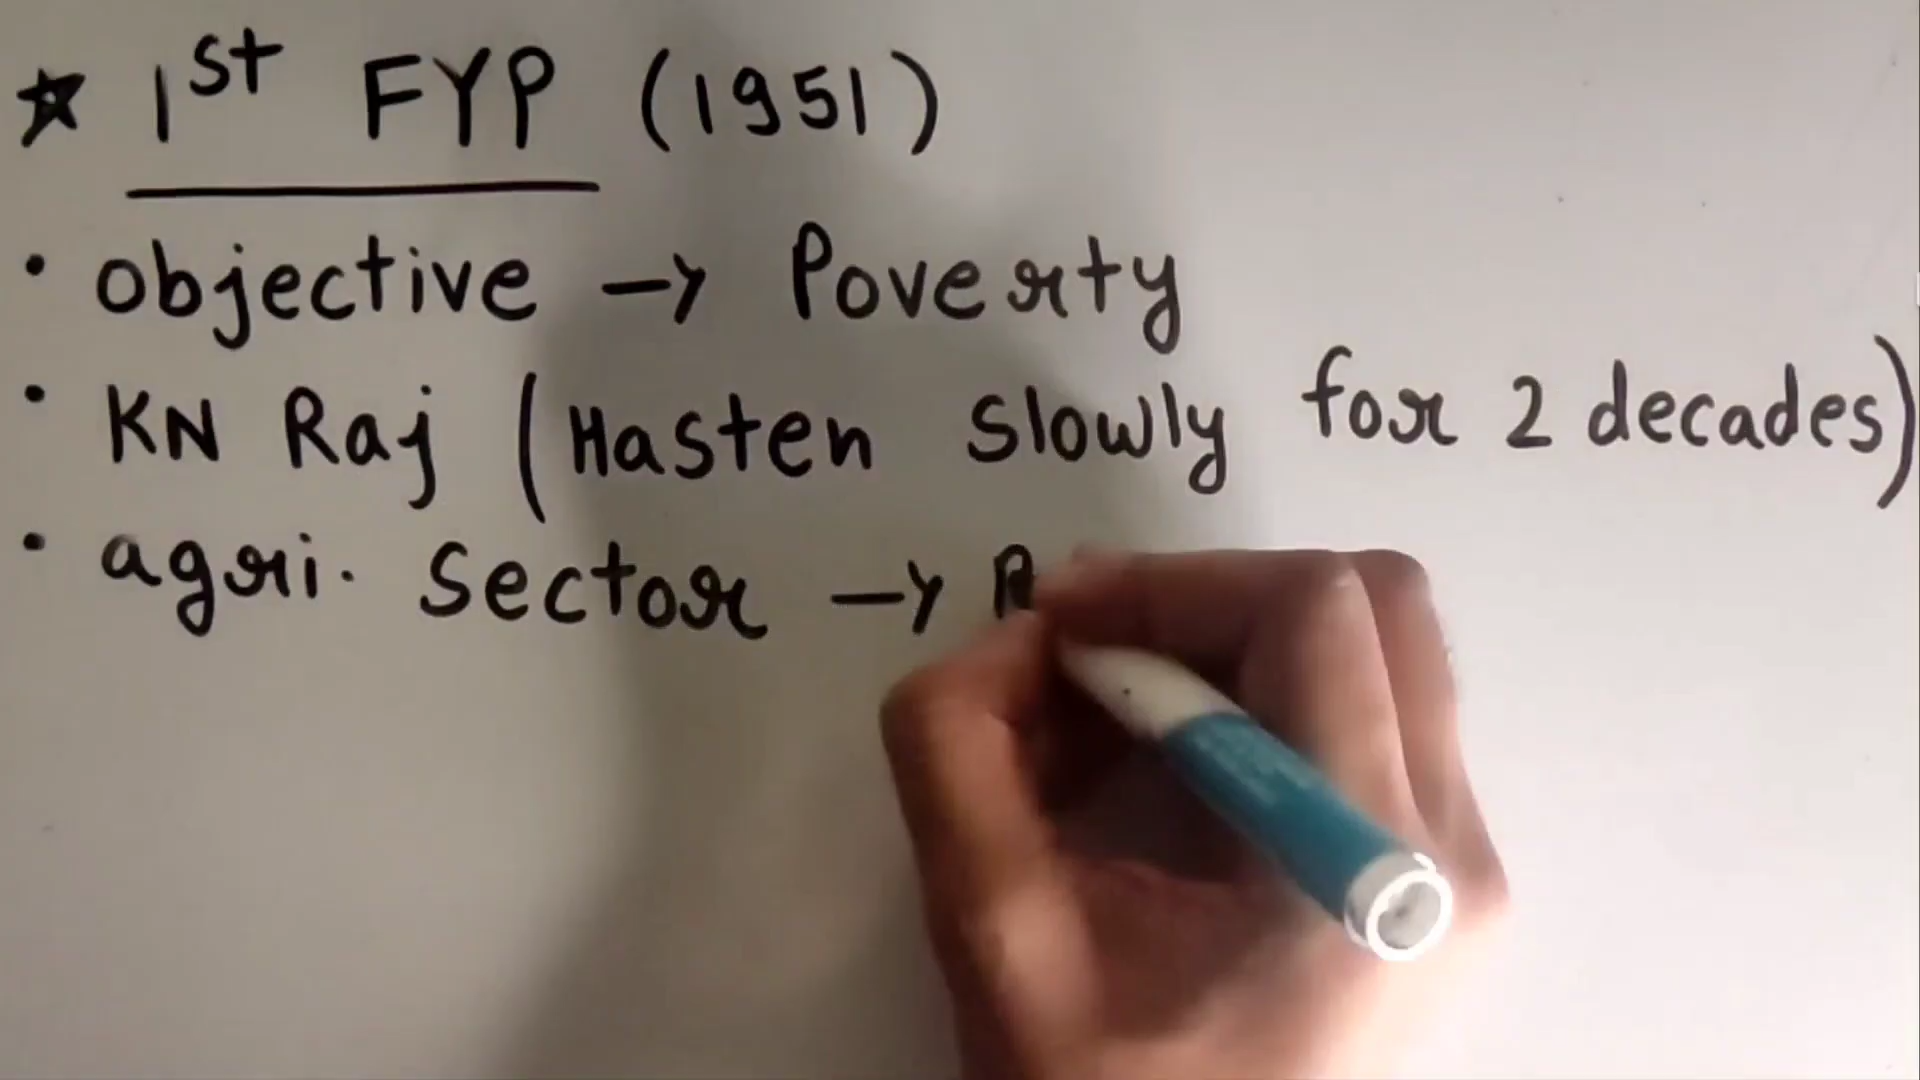 ☆ 1st FYP (1951)
• Objective → Poverty
• KN Raj (Hasten slowly for 2 decades)
• agri. Sector →